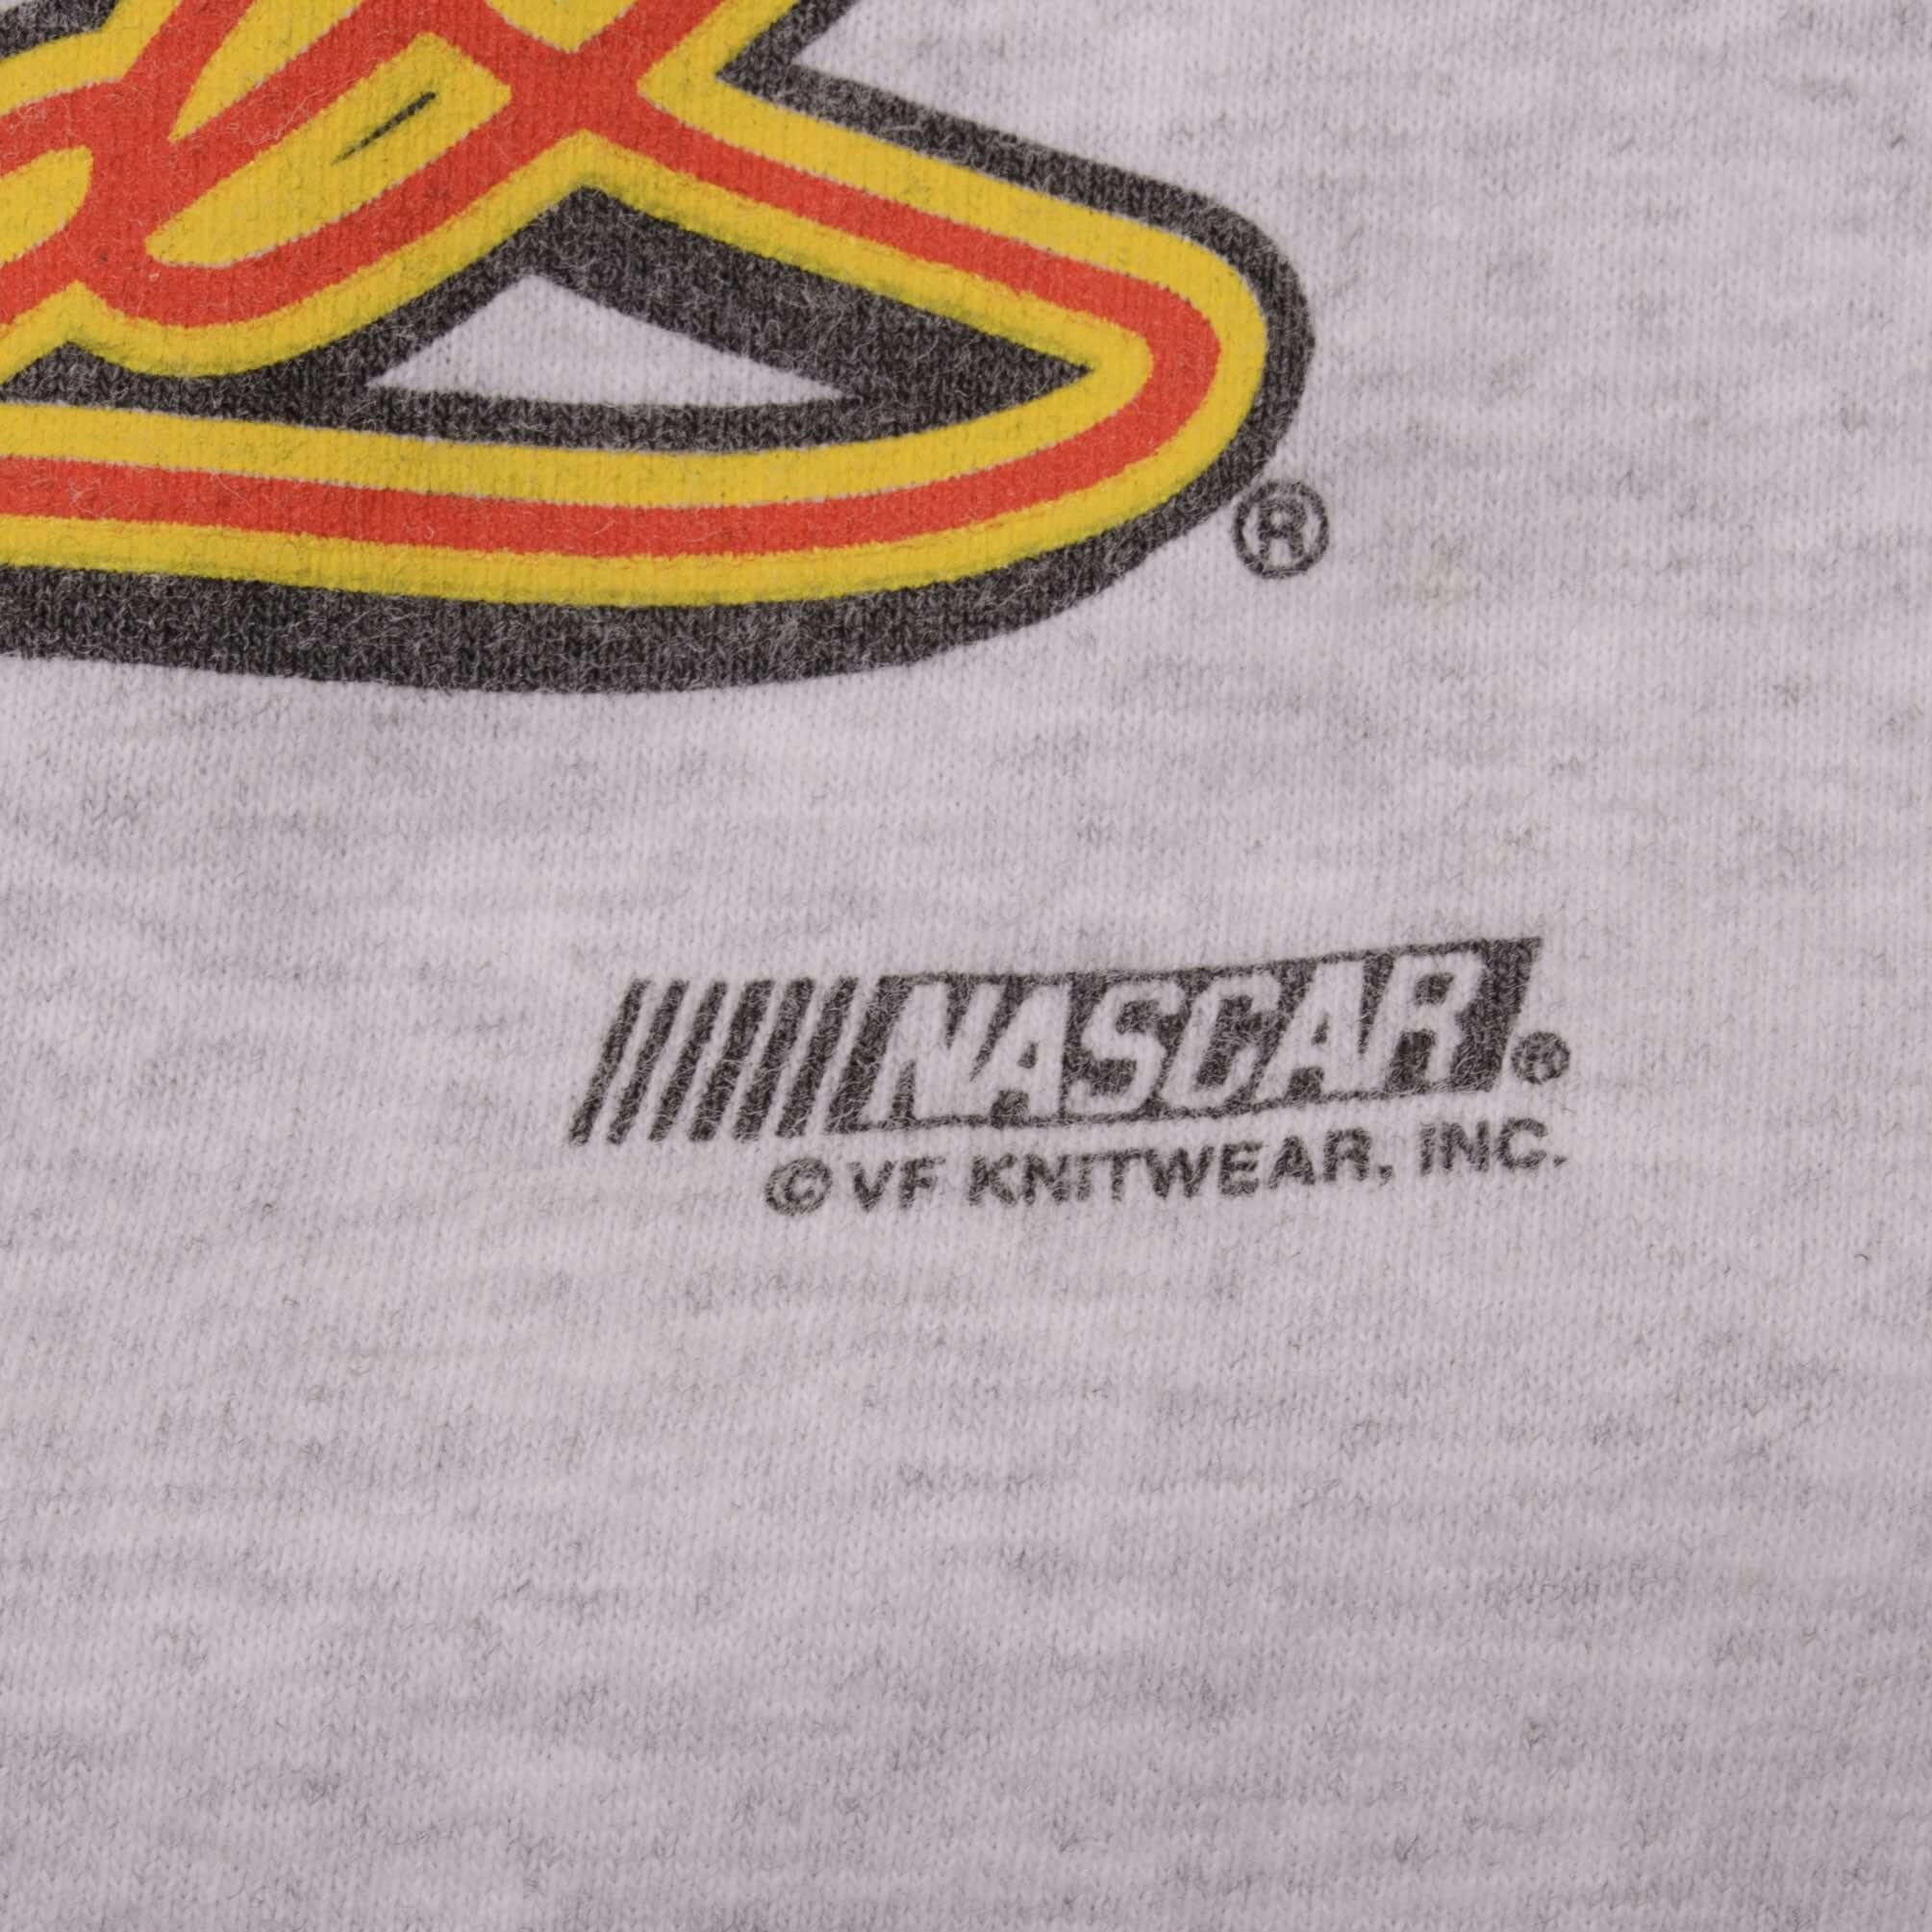 ®
NASCAR®
© VF KNITWEAR, INC.